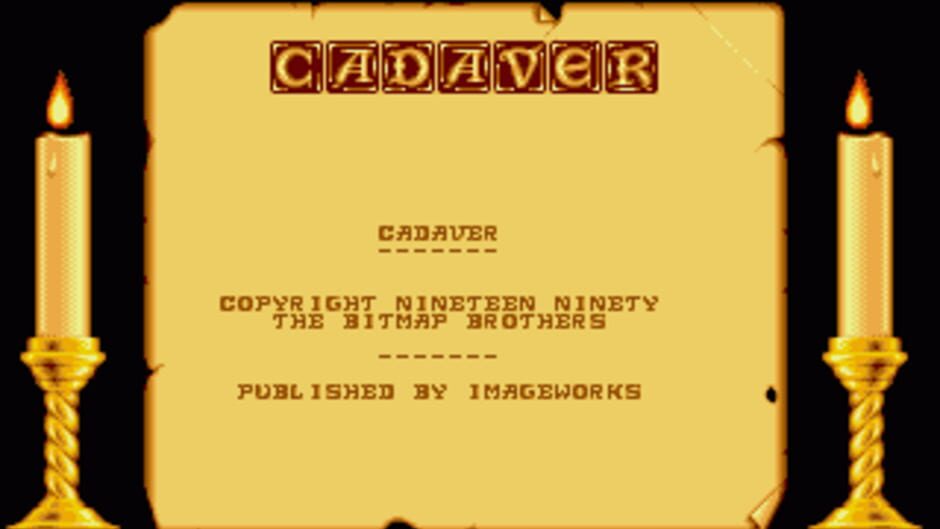 CADAVER
CADAVER
-------
COPYRIGHT NINETEEN NINETY
THE BITMAP BROTHERS
-------
PUBLISHED BY IMAGEWORKS